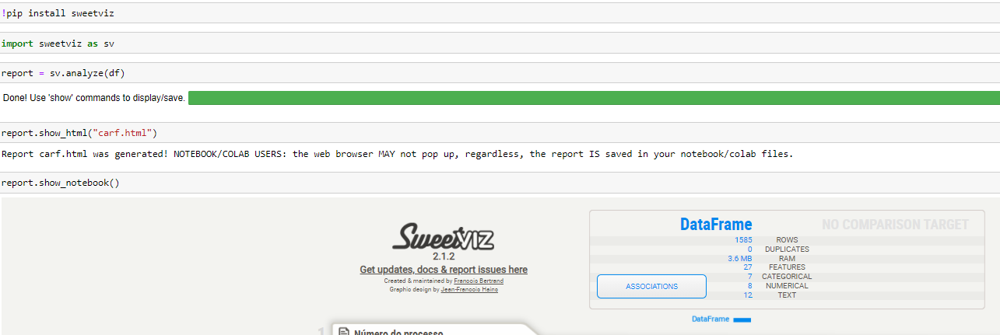 !pip install sweetviz
import sweetviz as sv
report = sv.analyze(df)
Done! Use 'show' commands to display/save.
report.show_html("carf.html")
Report carf.html was generated! NOTEBOOK/COLAB USERS: the web browser MAY not pop up, regardless, the report IS saved in your notebook/colab files.
report.show_notebook()
SweetVIZ
2.1.2
Get updates, docs & report issues here
Created & maintained by Francois Bertrand
Graphic design by Jean-Francois Hains
DataFrame
NO COMPARISON TARGET
1585 ROWS
0 DUPLICATES
3.6 MB RAM
27 FEATURES
7 CATEGORICAL
8 NUMERICAL
12 TEXT
ASSOCIATIONS
DataFrame
1
Número do processo